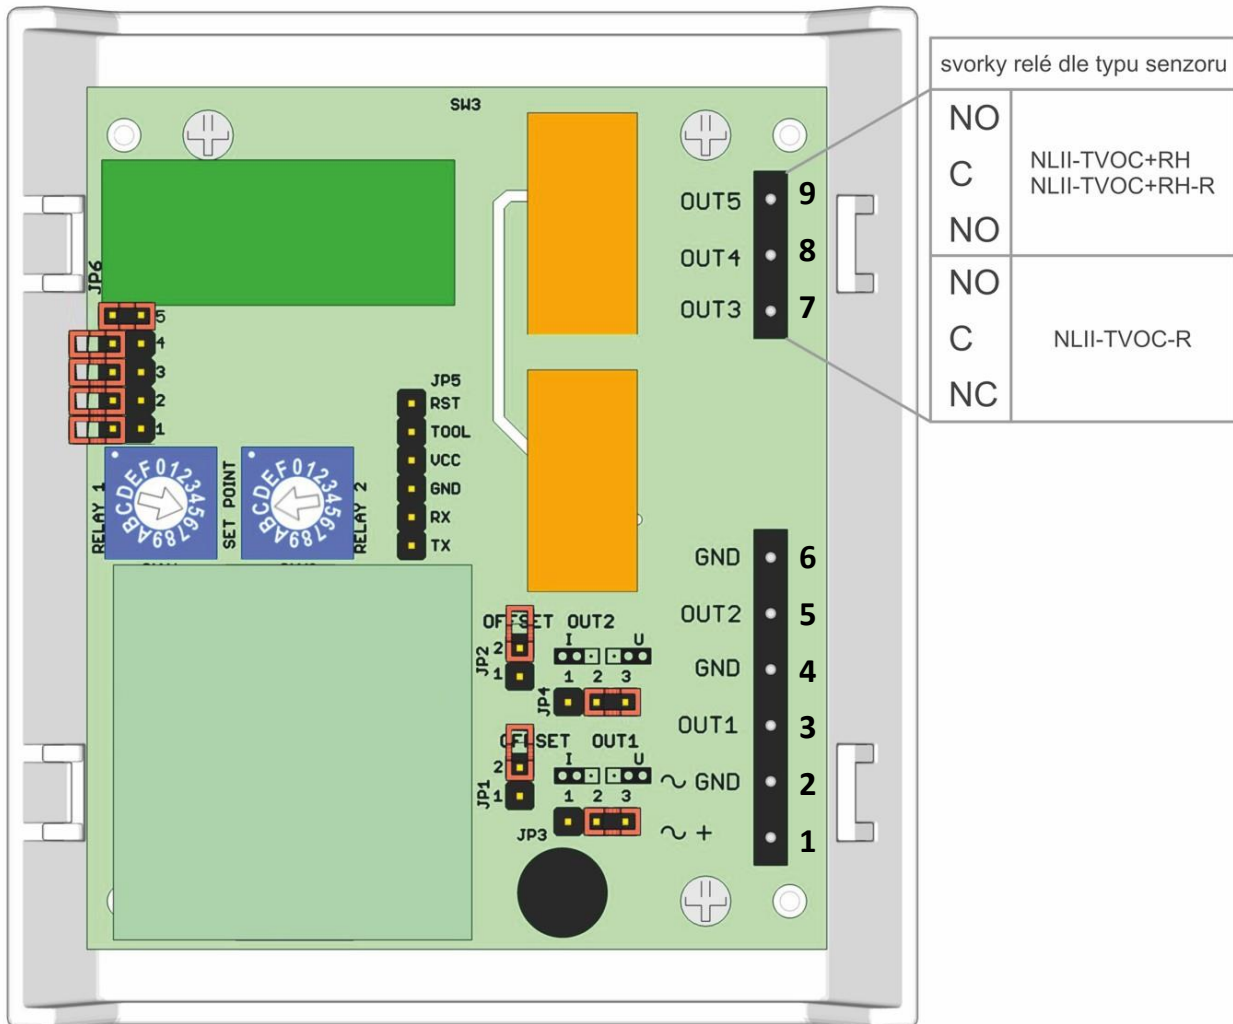 SW3
svorky relé dle typu senzoru
NO
C
NO
NLII-TVOC+RH
NLII-TVOC+RH-R
NO
C
NC
NLII-TVOC-R
OUT5 9
OUT4 8
OUT3 7
JP6
5
4
3
2
1
JP5
RST
TOOL
VCC
GND
RX
TX
RELAY 1
0123456789ABCDEF
SET POINT
0123456789ABCDEF
RELAY 2
GND 6
OUT2 5
GND 4
OUT1 3
~ GND 2
~ + 1
OFFSET OUT2
I U
JP2
2
1
1 2 3
JP4
OFFSET OUT1
I U
JP1
2
1
1 2 3
JP3